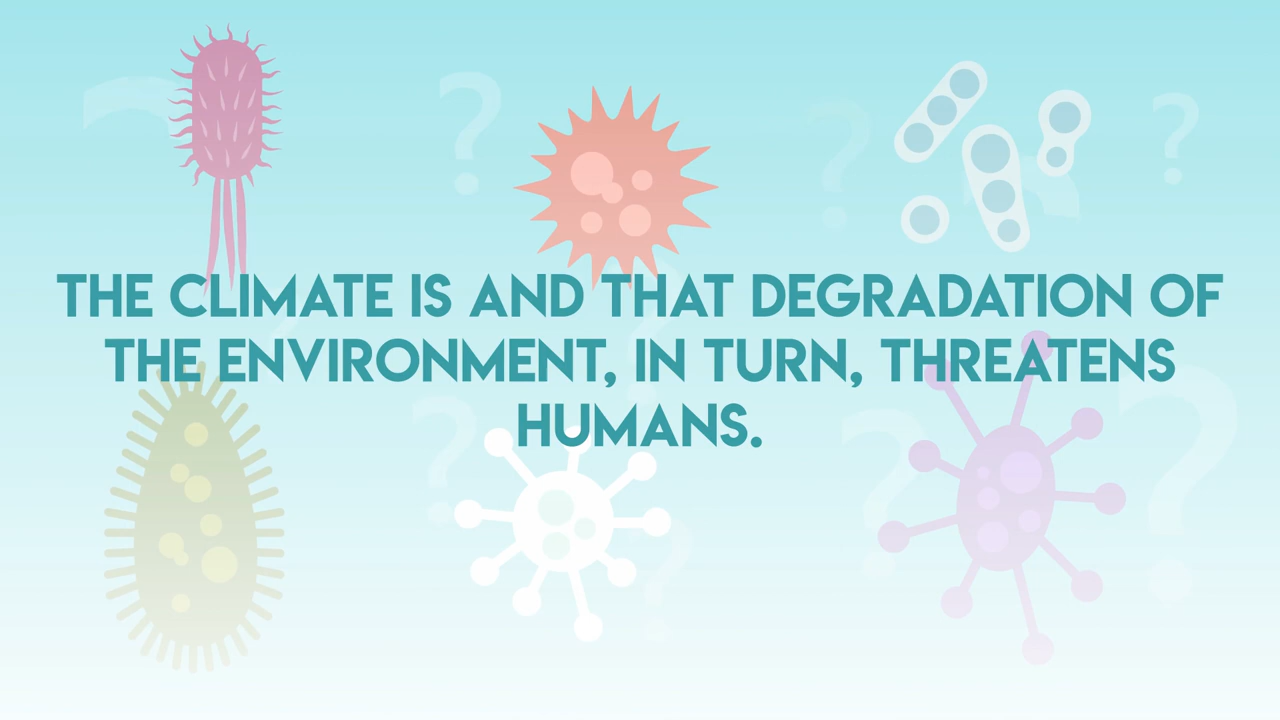 THE CLIMATE IS AND THAT DEGRADATION OF
THE ENVIRONMENT, IN TURN, THREATENS
HUMANS.